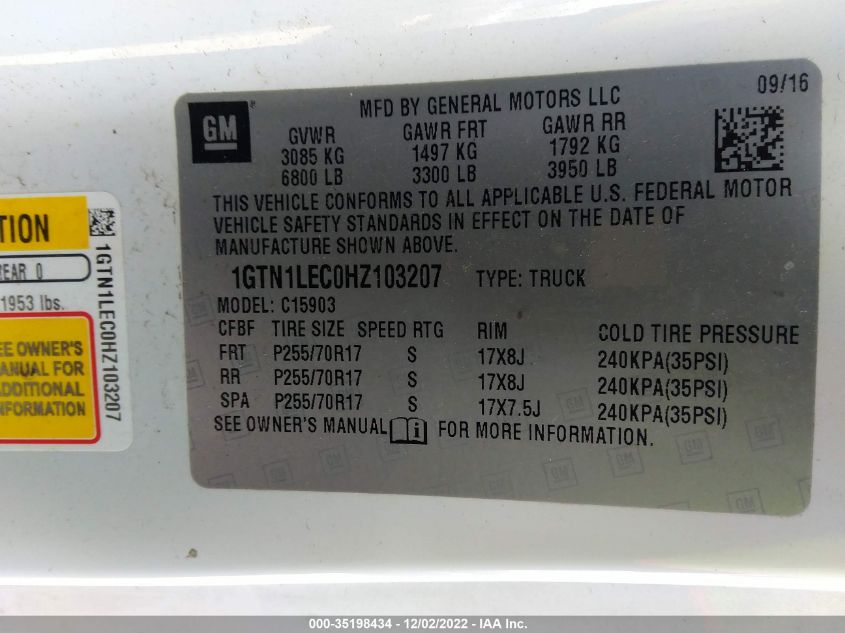 TION
YEAR 0
1953 lbs.
EE OWNER'S
ANUAL FOR
ADDITIONAL
NFORMATION
1GTN1LEC0HZ103207
GM
MFD BY GENERAL MOTORS LLC
09/16
GVWR GAWR FRT GAWR RR
3085 KG 1497 KG 1792 KG
6800 LB 3300 LB 3950 LB
THIS VEHICLE CONFORMS TO ALL APPLICABLE U.S. FEDERAL MOTOR
VEHICLE SAFETY STANDARDS IN EFFECT ON THE DATE OF
MANUFACTURE SHOWN ABOVE.
1GTN1LEC0HZ103207 TYPE: TRUCK
MODEL: C15903
CFBF TIRE SIZE SPEED RTG RIM COLD TIRE PRESSURE
FRT P255/70R17 S 17X8J 240KPA(35PSI)
RR P255/70R17 S 17X8J 240KPA(35PSI)
SPA P255/70R17 S 17X7.5J 240KPA(35PSI)
SEE OWNER'S MANUAL FOR MORE INFORMATION.
000-35198434 - 12/02/2022 - IAA Inc.